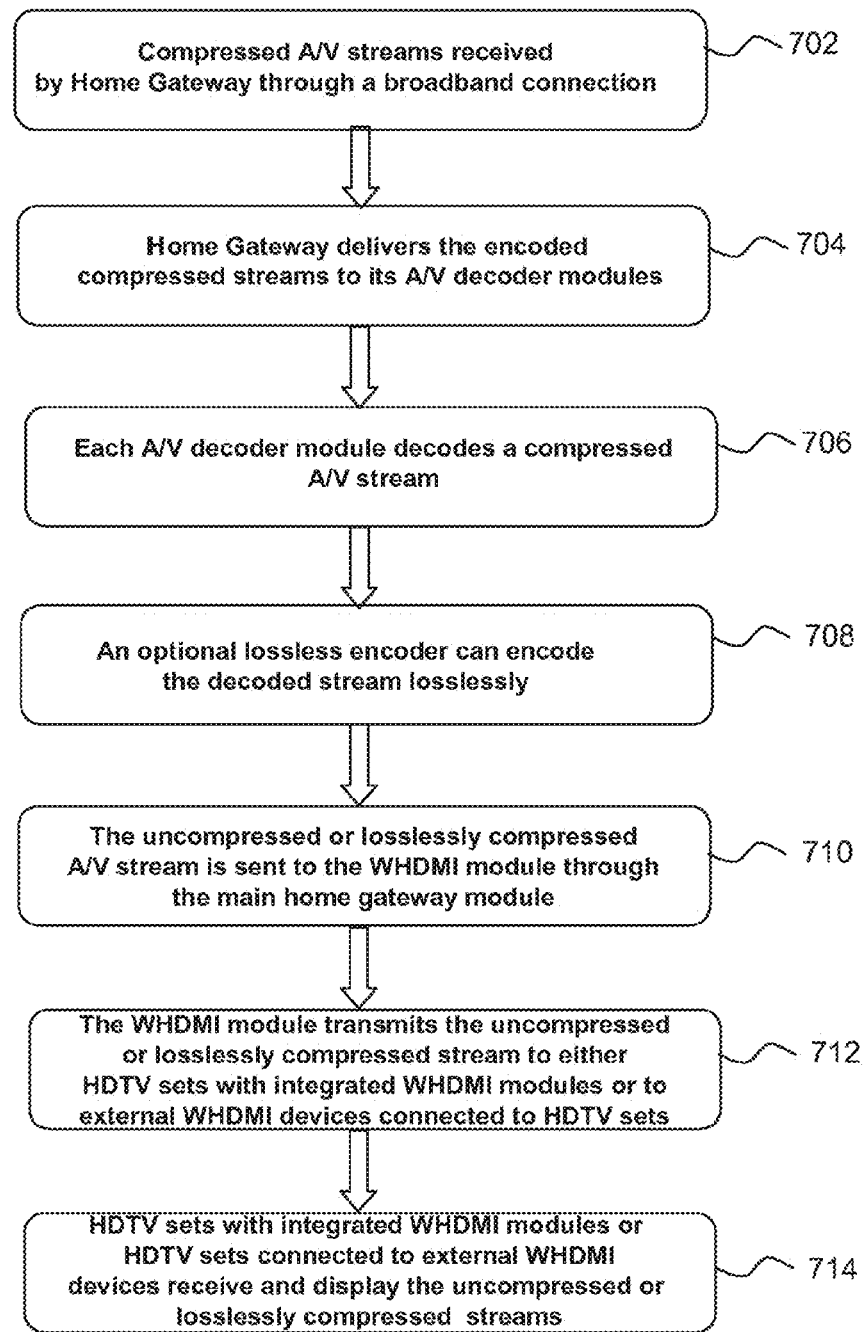 Compressed A/V streams received
by Home Gateway through a broadband connection
702
Home Gateway delivers the encoded
compressed streams to its A/V decoder modules
704
Each A/V decoder module decodes a compressed
A/V stream
706
An optional lossless encoder can encode
the decoded stream losslessly
708
The uncompressed or losslessly compressed
A/V stream is sent to the WHDMI module through
the main home gateway module
710
The WHDMI module transmits the uncompressed
or losslessly compressed stream to either
HDTV sets with integrated WHDMI modules or to
external WHDMI devices connected to HDTV sets
712
HDTV sets with integrated WHDMI modules or
HDTV sets connected to external WHDMI
devices receive and display the uncompressed or
losslessly compressed streams
714